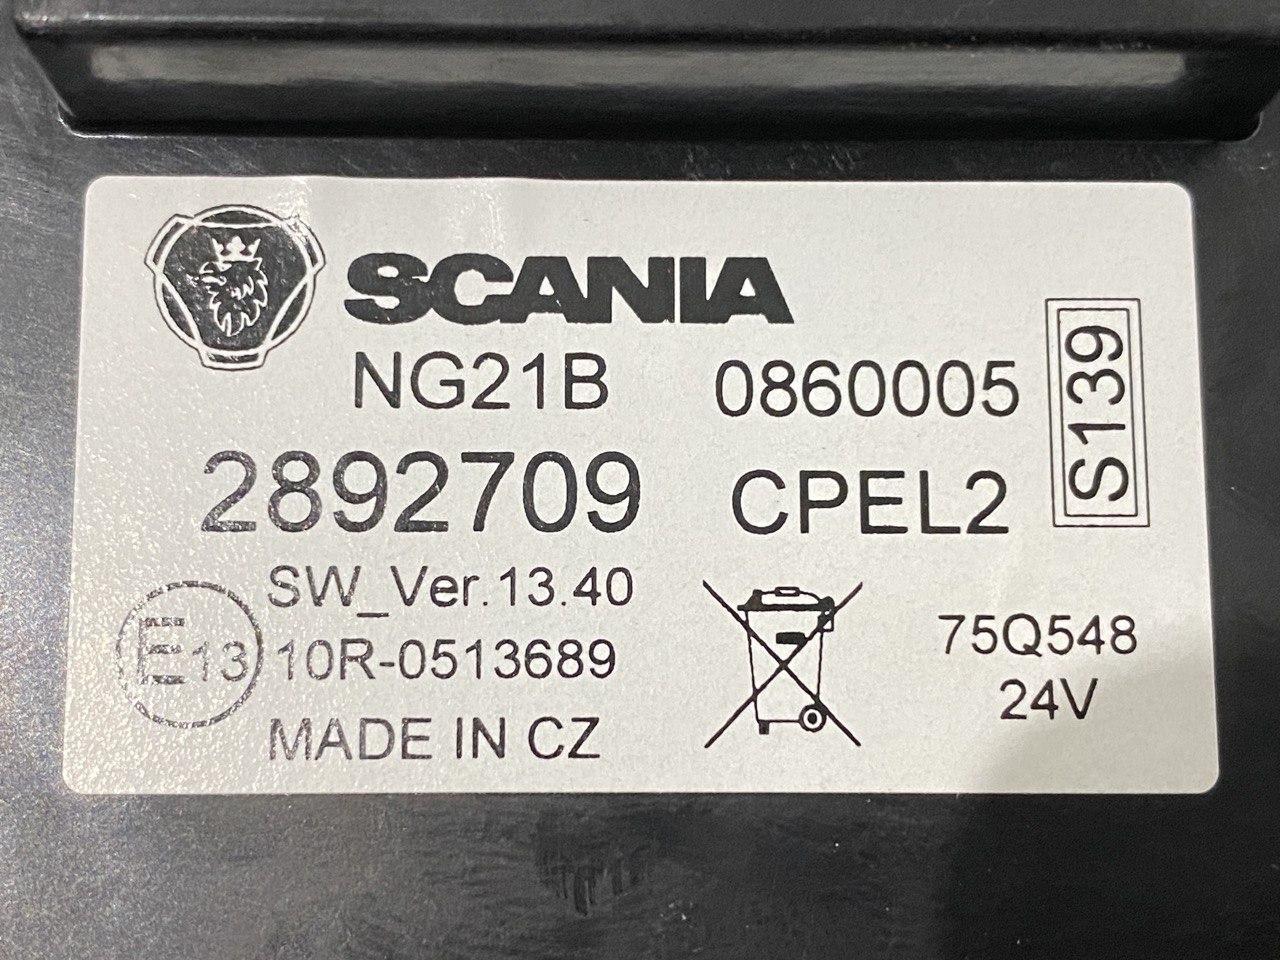 SCANIA
NG21B 0860005
S139
2892709 CPEL2
SW_Ver.13.40
E13 10R-0513689
75Q548
24V
MADE IN CZ